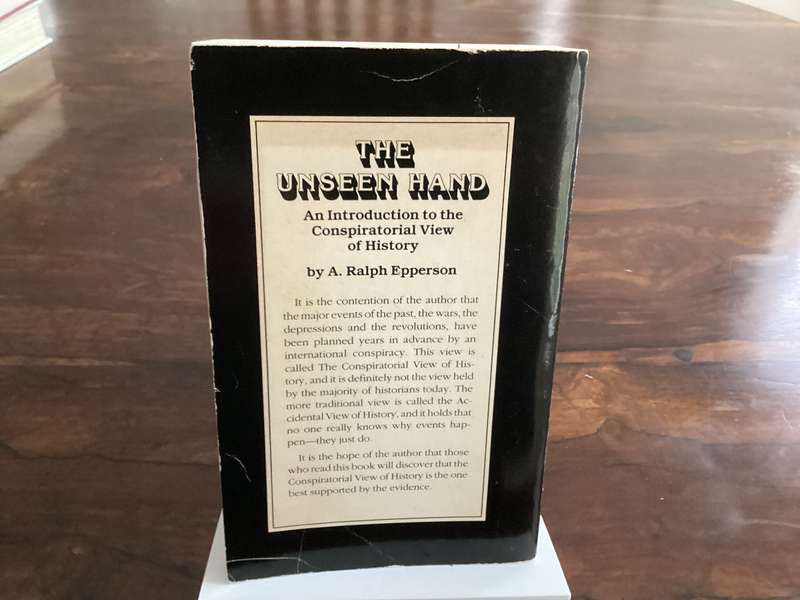 THE
UNSEEN HAND
An Introduction to the
Conspiratorial View
of History
by A. Ralph Epperson
It is the contention of the author that
the major events of the past, the wars, the
depressions and the revolutions, have
been planned years in advance by an
international conspiracy. This view is
called The Conspiratorial View of His-
tory, and it is definitely not the view held
by the majority of historians today. The
more traditional view is called the Ac-
cidental View of History, and it holds that
no one really knows why events hap-
pen—they just do.
It is the hope of the author that those
who read this book will discover that the
Conspiratorial View of History is the one
best supported by the evidence.